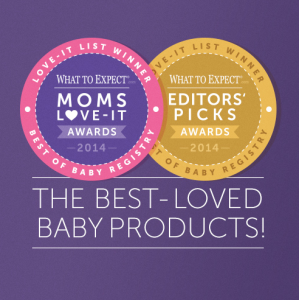 LOVE-IT LIST WINNER
WHAT TO EXPECT
MOMS
LOVE-IT
AWARDS
2014
BEST OF BABY REGISTRY
LOVE-IT LIST WINNER
WHAT TO EXPECT
EDITORS'
PICKS
AWARDS
2014
BEST OF BABY REGISTRY
THE BEST-LOVED
BABY PRODUCTS!